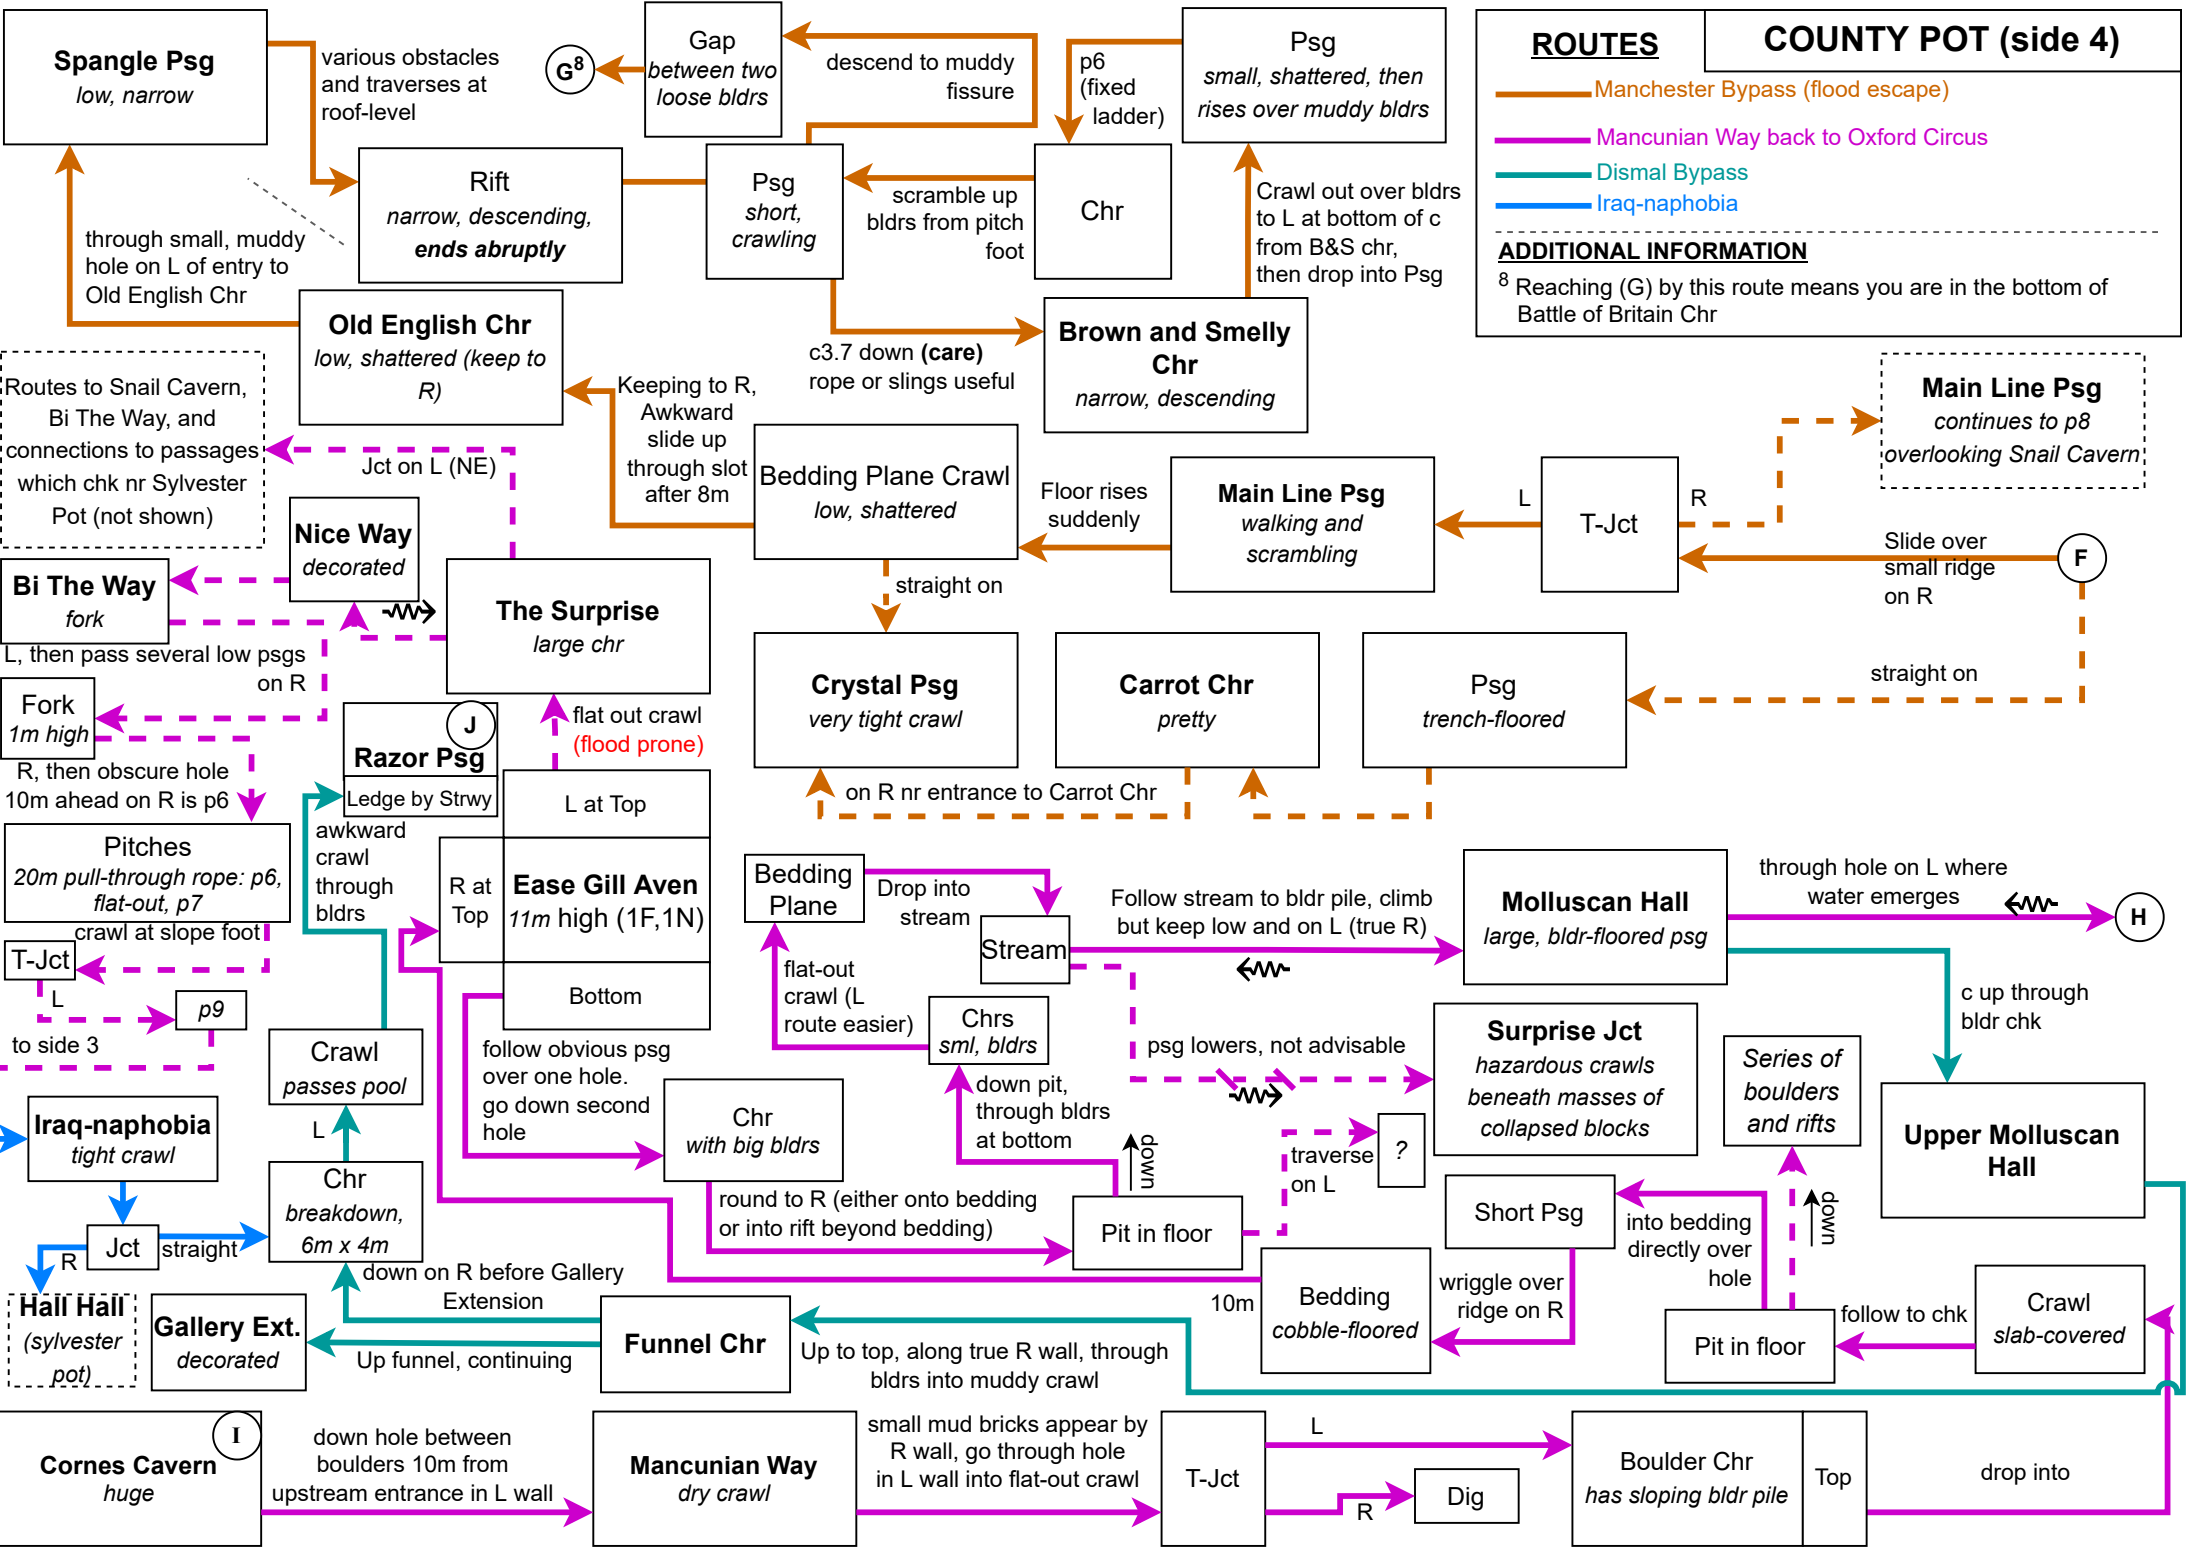 Spangle Psg
low, narrow
various obstacles
and traverses at
roof-level
G8
Gap
between two
loose bldrs
descend to muddy
fissure
p6
(fixed
ladder)
Psg
small, shattered, then
rises over muddy bldrs
ROUTES
COUNTY POT (side 4)
Manchester Bypass (flood escape)
Mancunian Way back to Oxford Circus
Dismal Bypass
Iraq-naphobia
ADDITIONAL INFORMATION
8 Reaching (G) by this route means you are in the bottom of
Battle of Britain Chr
Rift
narrow, descending,
ends abruptly
Psg
short,
crawling
scramble up
bldrs from pitch
foot
Chr
Crawl out over bldrs
to L at bottom of c
from B&S chr,
then drop into Psg
through small, muddy
hole on L of entry to
Old English Chr
Old English Chr
low, shattered (keep to
R)
c3.7 down (care)
rope or slings useful
Brown and Smelly
Chr
narrow, descending
Routes to Snail Cavern,
Bi The Way, and
connections to passages
which chk nr Sylvester
Pot (not shown)
Jct on L (NE)
Keeping to R,
Awkward
slide up
through slot
after 8m
Bedding Plane Crawl
low, shattered
Floor rises
suddenly
Main Line Psg
walking and
scrambling
L
T-Jct
R
Main Line Psg
continues to p8
overlooking Snail Cavern
Slide over
small ridge
on R
F
Nice Way
decorated
Bi The Way
fork
The Surprise
large chr
straight on
straight on
L, then pass several low psgs
on R
Fork
1m high
Crystal Psg
very tight crawl
Carrot Chr
pretty
Psg
trench-floored
J
Razor Psg
Ledge by Strwy
flat out crawl
(flood prone)
R, then obscure hole
10m ahead on R is p6
on R nr entrance to Carrot Chr
Pitches
20m pull-through rope: p6,
flat-out, p7
crawl at slope foot
awkward
crawl
through
bldrs
L at Top
R at
Top
Ease Gill Aven
11m high (1F,1N)
Bottom
Bedding
Plane
Drop into
stream
Stream
Follow stream to bldr pile, climb
but keep low and on L (true R)
Molluscan Hall
large, bldr-floored psg
through hole on L where
water emerges
H
T-Jct
L
p9
to side 3
flat-out
crawl (L
route easier)
Chrs
sml, bldrs
psg lowers, not advisable
Surprise Jct
hazardous crawls
beneath masses of
collapsed blocks
c up through
bldr chk
Crawl
passes pool
follow obvious psg
over one hole.
go down second
hole
Chr
with big bldrs
down pit,
through bldrs
at bottom
down
traverse
on L
?
Series of
boulders
and rifts
Upper Molluscan
Hall
Iraq-naphobia
tight crawl
L
Chr
breakdown,
6m x 4m
round to R (either onto bedding
or into rift beyond bedding)
Pit in floor
Short Psg
into bedding
directly over
hole
down
Jct
straight
R
Hall Hall
(sylvester
pot)
Gallery Ext.
decorated
down on R before Gallery
Extension
Up funnel, continuing
Funnel Chr
Up to top, along true R wall, through
bldrs into muddy crawl
10m
Bedding
cobble-floored
wriggle over
ridge on R
Pit in floor
follow to chk
Crawl
slab-covered
I
Cornes Cavern
huge
down hole between
boulders 10m from
upstream entrance in L wall
Mancunian Way
dry crawl
small mud bricks appear by
R wall, go through hole
in L wall into flat-out crawl
T-Jct
L
R
Dig
Boulder Chr
has sloping bldr pile
Top
drop into